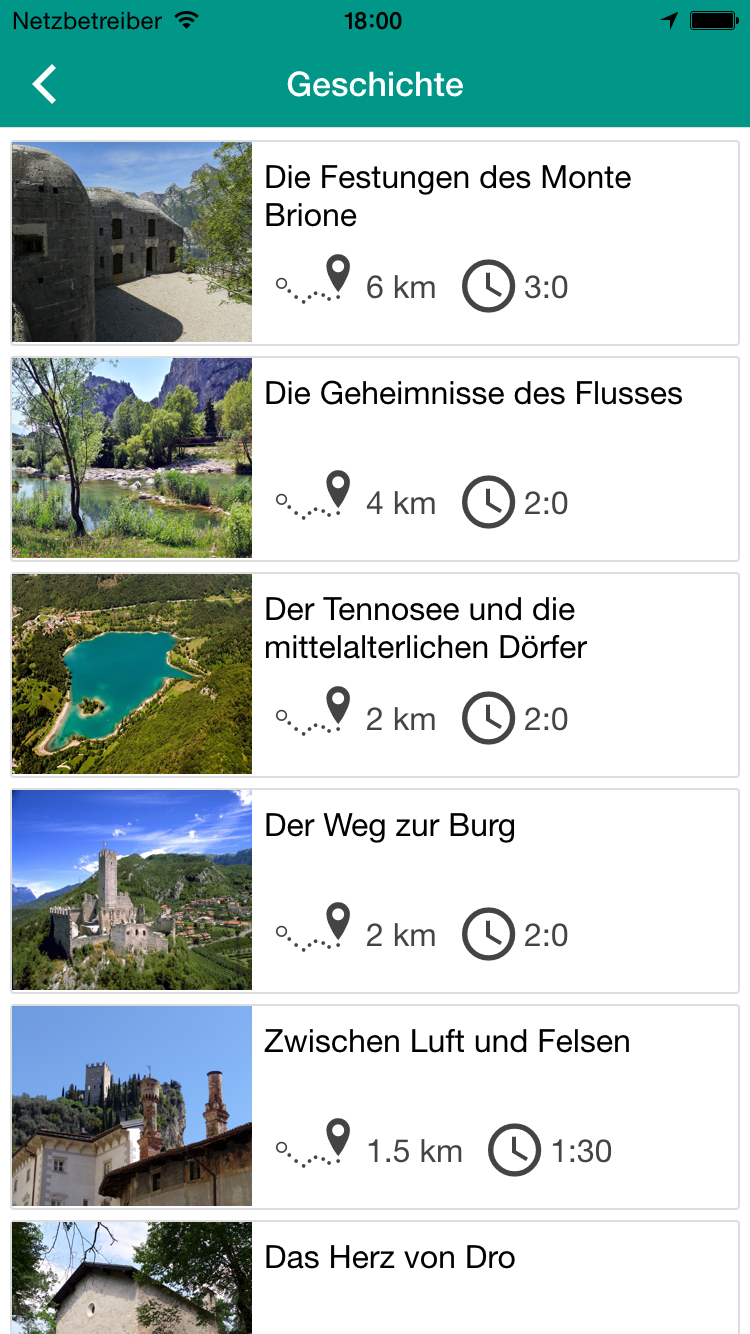 Netzbetreiber 18:00
Geschichte
Die Festungen des Monte
Brione
6 km 3:0
Die Geheimnisse des Flusses
4 km 2:0
Der Tennosee und die
mittelalterlichen Dörfer
2 km 2:0
Der Weg zur Burg
2 km 2:0
Zwischen Luft und Felsen
1.5 km 1:30
Das Herz von Dro